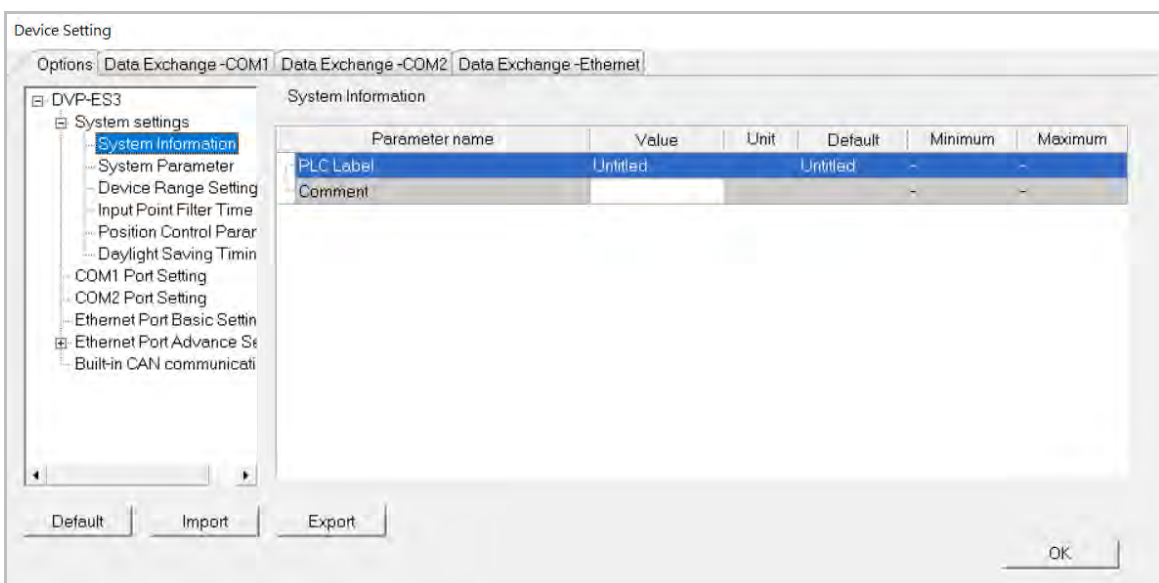 Device Setting
Options Data Exchange -COM1 Data Exchange -COM2 Data Exchange -Ethernet
DVP-ES3
System settings
System Information
System Parameter
Device Range Setting
Input Point Filter Time
Position Control Parar
Daylight Saving Timin
COM1 Port Setting
COM2 Port Setting
Ethernet Port Basic Settin
Ethernet Port Advance Se
Built-in CAN communicati
System Information
Parameter name Value Unit Default Minimum Maximum
PLC Label Untitled Untitled - -
Comment - -
Default Import Export
OK